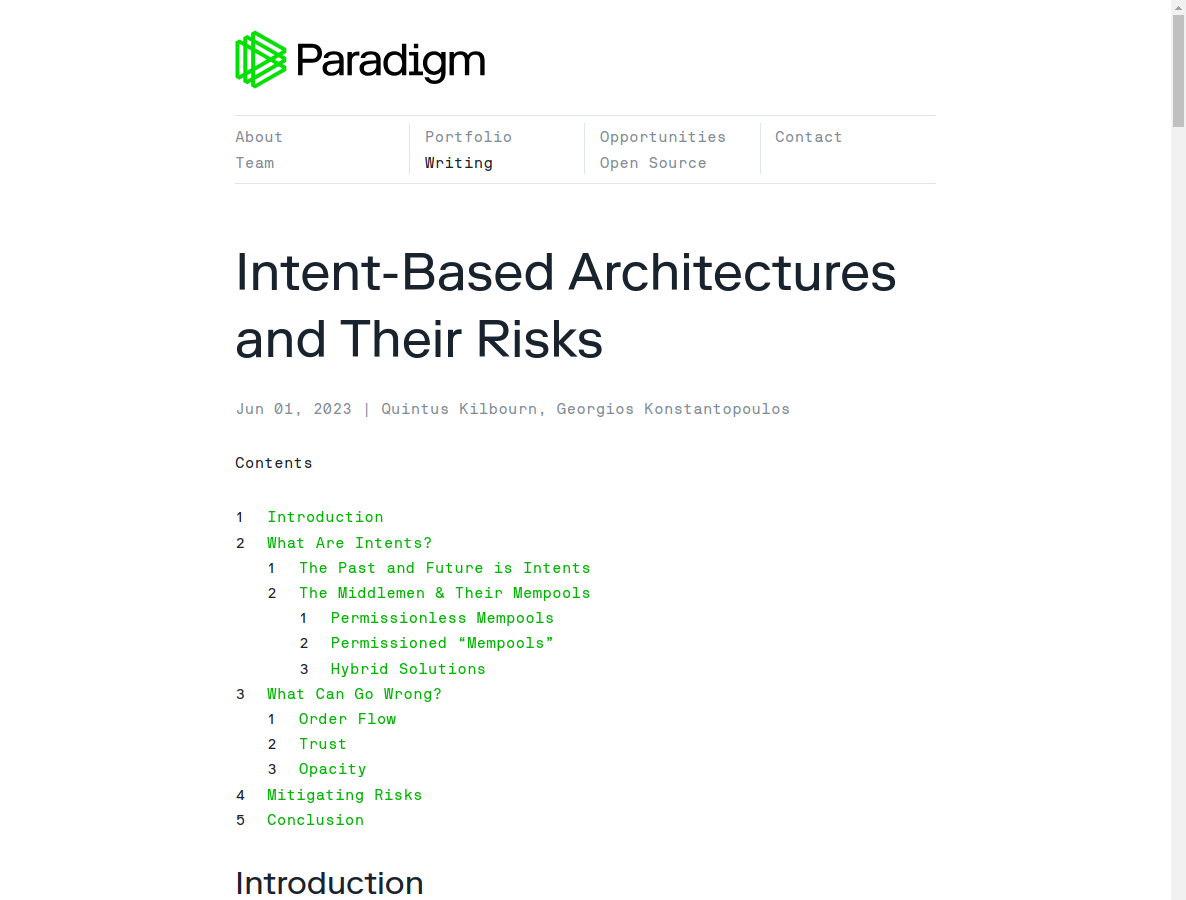 Paradigm
About
Team
Portfolio
Writing
Opportunities
Open Source
Contact
Intent-Based Architectures
and Their Risks
Jun 01, 2023 | Quintus Kilbourn, Georgios Konstantopoulos
Contents
1 Introduction
2 What Are Intents?
1 The Past and Future is Intents
2 The Middlemen & Their Mempools
1 Permissionless Mempools
2 Permissioned “Mempools”
3 Hybrid Solutions
3 What Can Go Wrong?
1 Order Flow
2 Trust
3 Opacity
4 Mitigating Risks
5 Conclusion
Introduction